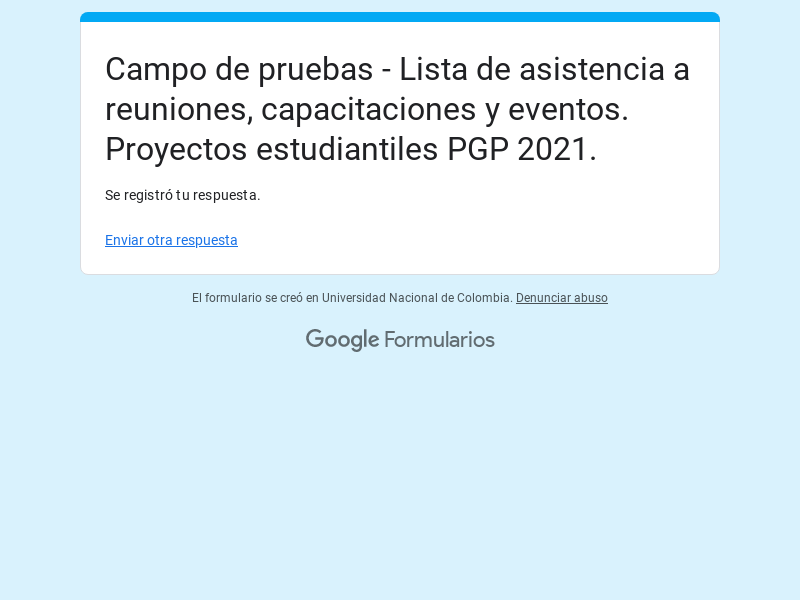 Campo de pruebas - Lista de asistencia a
reuniones, capacitaciones y eventos.
Proyectos estudiantiles PGP 2021.
Se registró tu respuesta.
Enviar otra respuesta
El formulario se creó en Universidad Nacional de Colombia. Denunciar abuso
Google Formularios